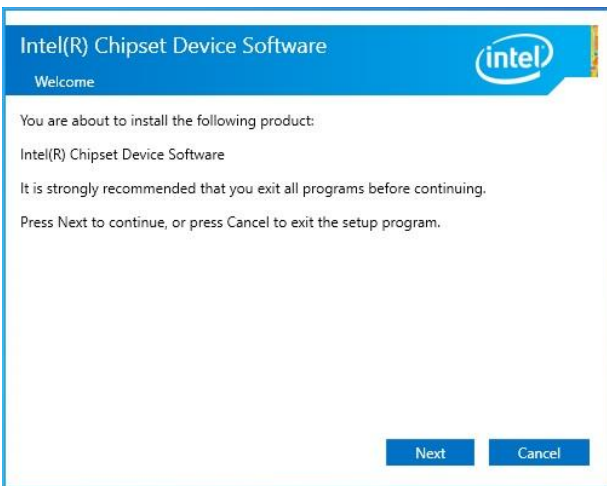 Intel(R) Chipset Device Software
intel
Welcome
You are about to install the following product:
Intel(R) Chipset Device Software
It is strongly recommended that you exit all programs before continuing.
Press Next to continue, or press Cancel to exit the setup program.
Next
Cancel